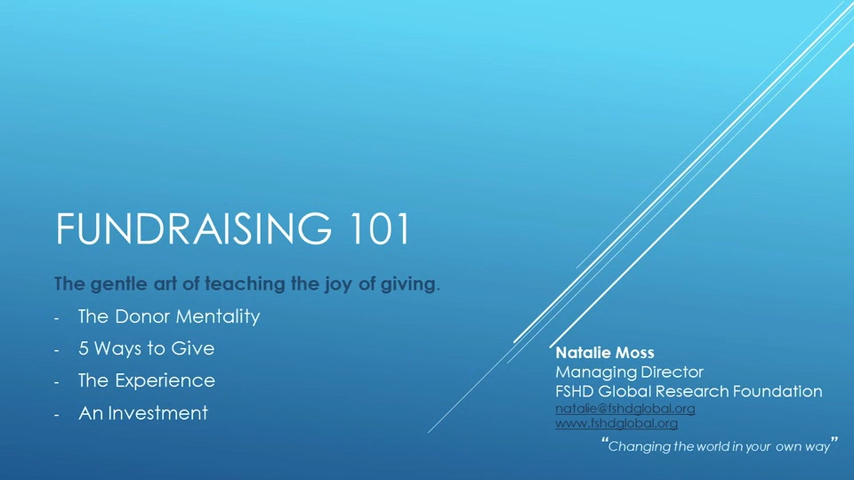 FUNDRAISING 101
The gentle art of teaching the joy of giving.
- The Donor Mentality
- 5 Ways to Give
- The Experience
- An Investment
Natalie Moss
Managing Director
FSHD Global Research Foundation
natalie@fshdglobal.org
www.fshdglobal.org
“Changing the world in your own way”